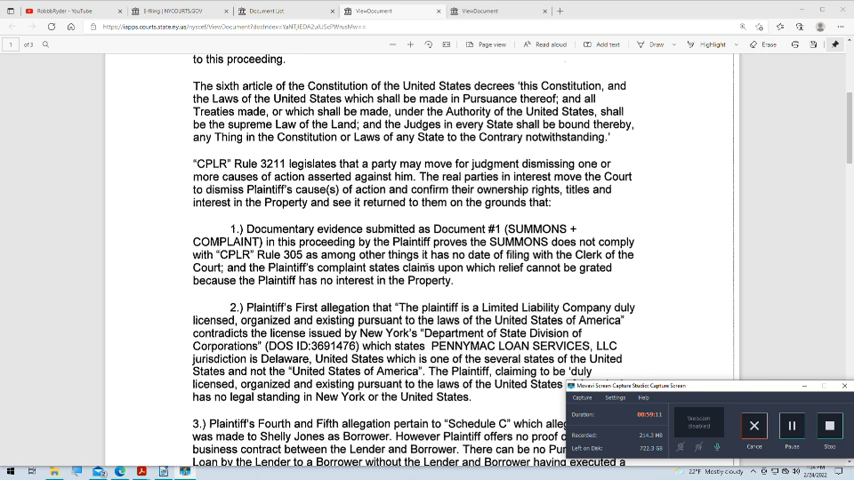 RobbbRyder - YouTube
E-filing | NYCOURTS.GOV
Document List
ViewDocument
ViewDocument
1 of 3
Page view
Read aloud
Add text
Draw
Highlight
Erase
to this proceeding.
The sixth article of the Constitution of the United States decrees 'this Constitution, and
the Laws of the United States which shall be made in Pursuance thereof; and all
Treaties made, or which shall be made, under the Authority of the United States, shall
be the supreme Law of the Land; and the Judges in every State shall be bound thereby,
any Thing in the Constitution or Laws of any State to the Contrary notwithstanding.'
"CPLR" Rule 3211 legislates that a party may move for judgment dismissing one or
more causes of action asserted against him. The real parties in interest move the Court
to dismiss Plaintiff's cause(s) of action and confirm their ownership rights, titles and
interest in the Property and see it returned to them on the grounds that:
1.) Documentary evidence submitted as Document #1 (SUMMONS +
COMPLAINT) in this proceeding by the Plaintiff proves the SUMMONS does not comply
with "CPLR" Rule 305 as among other things it has no date of filing with the Clerk of the
Court; and the Plaintiff's complaint states claims upon which relief cannot be grated
because the Plaintiff has no interest in the Property.
2.) Plaintiff's First allegation that "The plaintiff is a Limited Liability Company duly
licensed, organized and existing pursuant to the laws of the United States of America"
contradicts the license issued by New York's "Department of State Division of
Corporations" (DOS ID:3691476) which states PENNYMAC LOAN SERVICES, LLC
jurisdiction is Delaware, United States which is one of the several states of the United
States and not the "United States of America". The Plaintiff, claiming to be 'duly
licensed, organized and existing pursuant to the laws of the United States
has no legal standing in New York or the United States.
3.) Plaintiff's Fourth and Fifth allegation pertain to "Schedule C" which alleg
was made to Shelly Jones as Borrower. However Plaintiff offers no proof o
business contract between the Lender and Borrower. There can be no Pur
Loan by the Lender to a Borrower without the Lender and Borrower having executed a
Movavi Screen Capture Studio: Capture Screen
Capture
Settings
Help
Duration:
00:59:11
Recorded:
214.3 MB
Left on Disk:
722.3 GB
Webcam
disabled
Cancel
Pause
Stop
22°F Mostly cloudy
2/24/2022